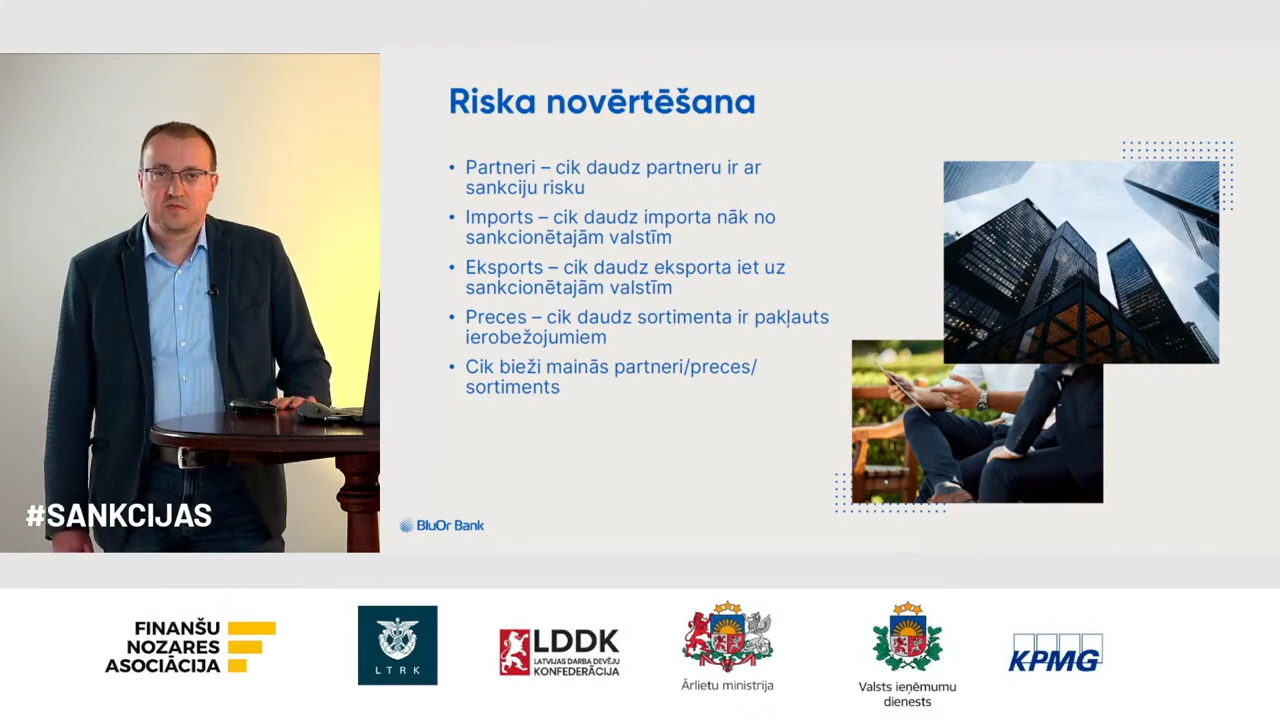 Riska novērtēšana
• Partneri – cik daudz partneru ir ar
sankciju risku
• Imports – cik daudz importa nāk no
sankcionētajām valstīm
• Eksports – cik daudz eksporta iet uz
sankcionētajām valstīm
• Preces – cik daudz sortimenta ir pakļauts
ierobežojumiem
• Cik bieži mainās partneri/preces/
sortiments
#SANKCIJAS
BluOr Bank
FINANŠU
NOZARES
ASOCIĀCIJA
LTRK
LDDK
LATVIJAS DARBA DEVĒJU
KONFEDERĀCIJA
Ārlietu ministrija
Valsts ieņēmumu
dienests
KPMG